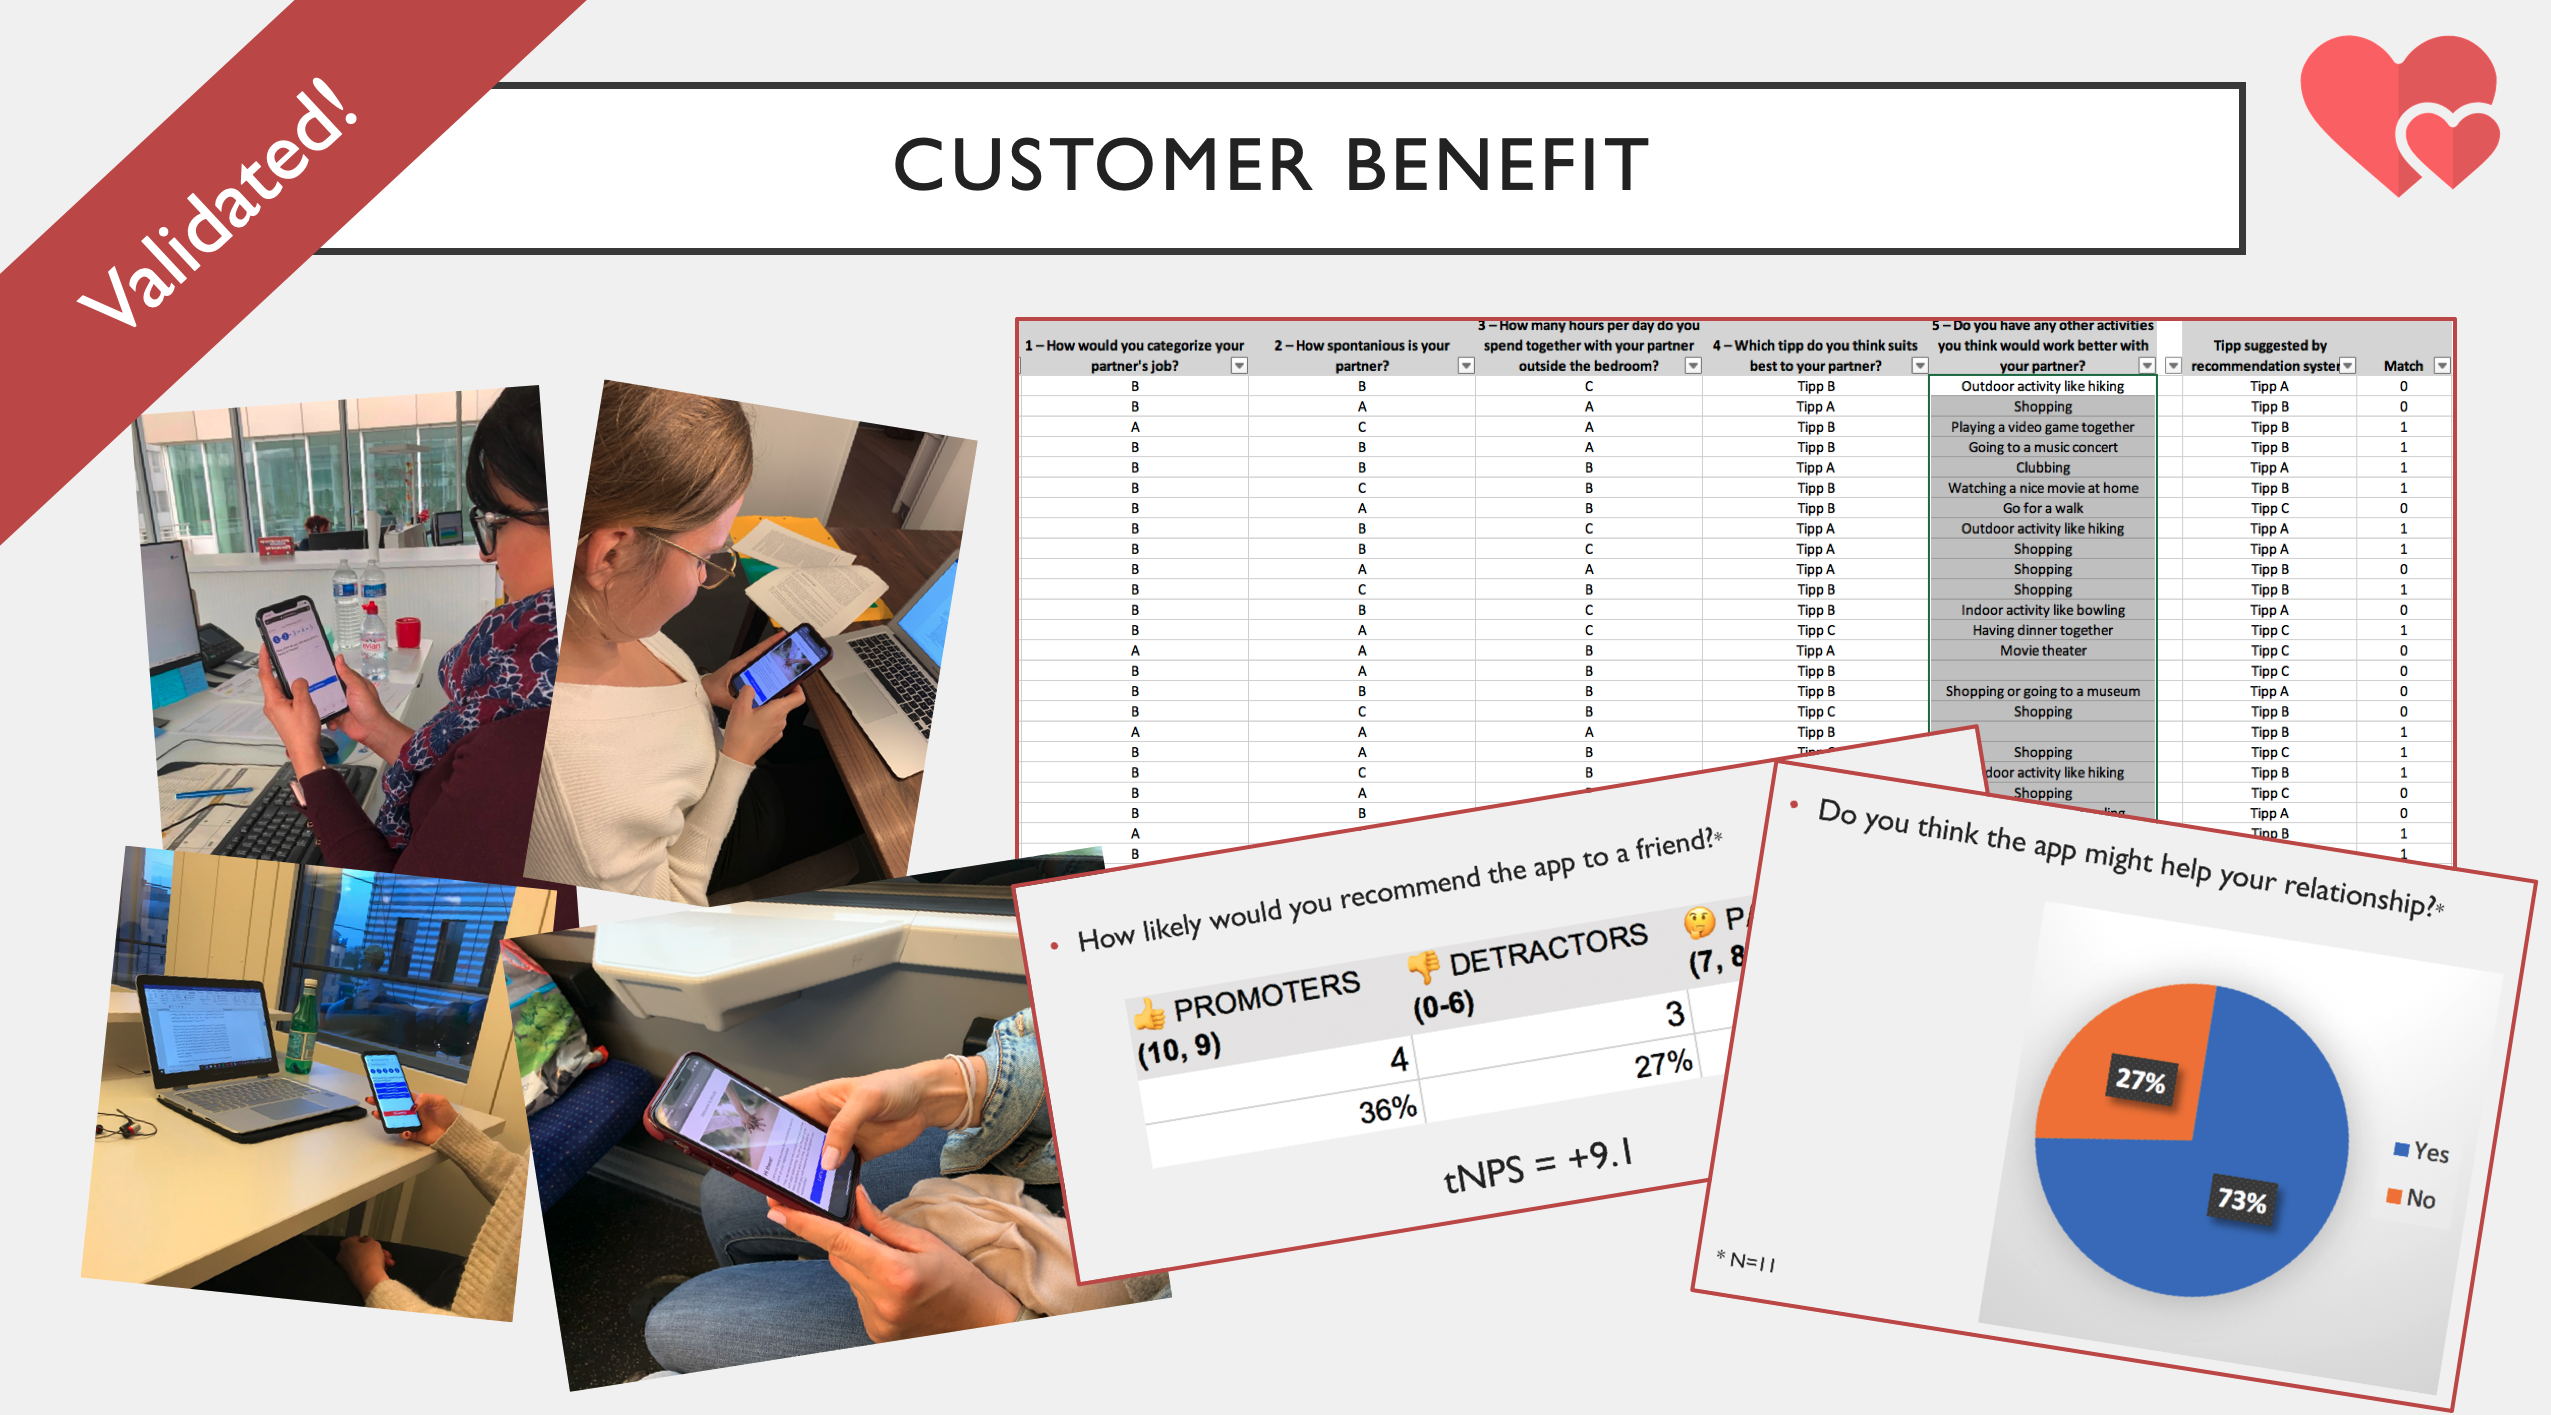 Validated!
CUSTOMER BENEFIT
1 – How would you categorize your partner's job? 2 – How spontanious is your partner? 3 – How many hours per day do you spend together with your partner outside the bedroom? 4 – Which tipp do you think suits best to your partner? 5 – Do you have any other activities you think would work better with your partner? Tipp suggested by recommendation syster Match
B B C Tipp B Outdoor activity like hiking Tipp A 0
B A A Tipp A Shopping Tipp B 0
A C A Tipp B Playing a video game together Tipp B 1
B B A Tipp B Going to a music concert Tipp B 1
B B B Tipp A Clubbing Tipp A 1
B C B Tipp B Watching a nice movie at home Tipp B 1
B A B Tipp B Go for a walk Tipp C 0
B B C Tipp A Outdoor activity like hiking Tipp A 1
B B C Tipp A Shopping Tipp A 1
B A A Tipp A Shopping Tipp B 0
B C B Tipp B Shopping Tipp B 1
B B C Tipp B Indoor activity like bowling Tipp A 0
B A C Tipp C Having dinner together Tipp C 1
A A B Tipp A Movie theater Tipp C 0
B A B Tipp B Tipp C 0
B B B Tipp B Shopping or going to a museum Tipp A 0
B C B Tipp C Shopping Tipp B 0
A A A Tipp B Tipp B 1
B A B Shopping Tipp C 1
B C B door activity like hiking Tipp B 1
B A Shopping Tipp C 0
B B Tipp A 0
A Tipp B 1
B 1
• How likely would you recommend the app to a friend?*
👍 PROMOTERS (10, 9) 👎 DETRACTORS (0-6) 🤔 PA (7, 8
4 3
36% 27%
tNPS = +9.1
• Do you think the app might help your relationship?*
27%
73%
Yes
No
* N=11